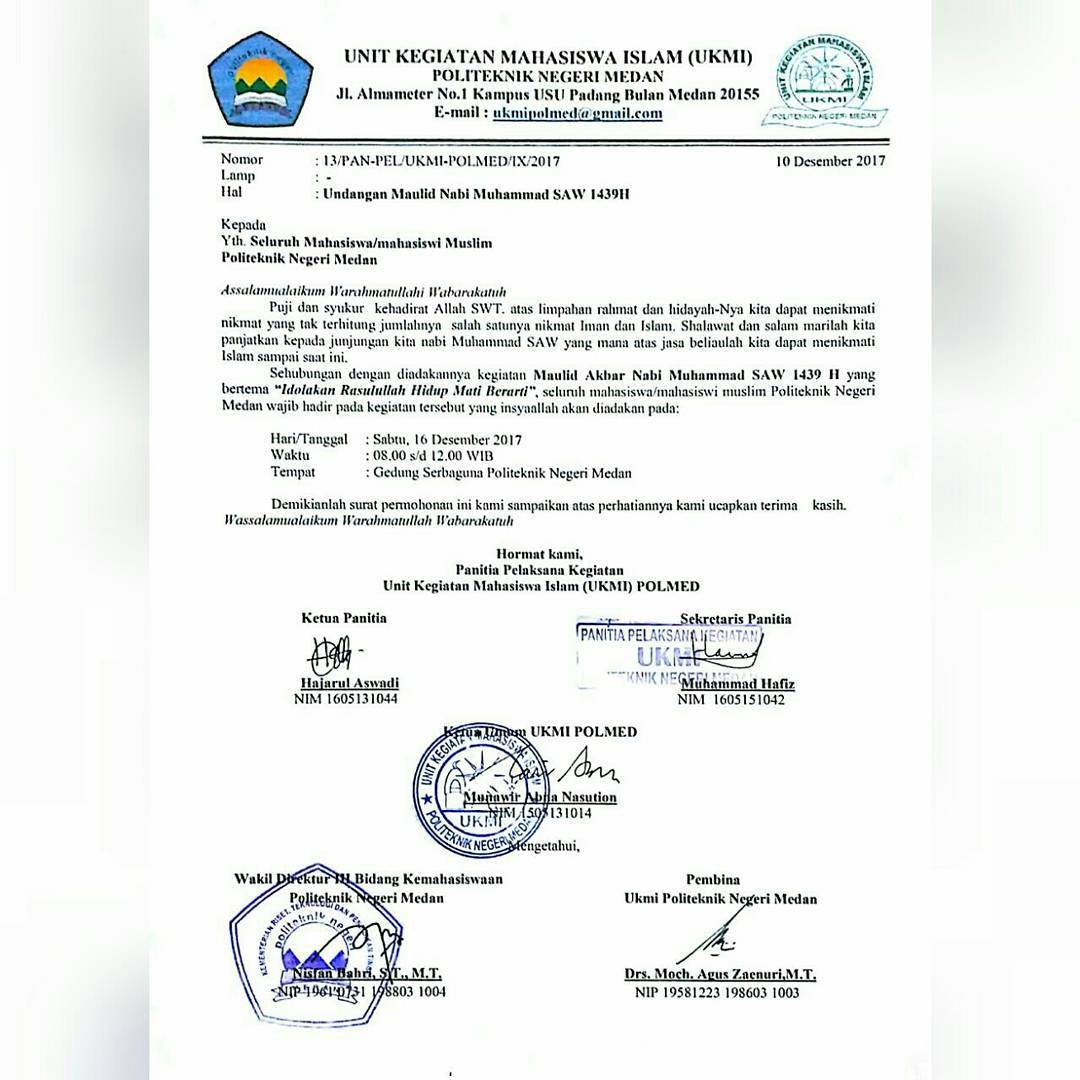 UNIT KEGIATAN MAHASISWA ISLAM (UKMI)
POLITEKNIK NEGERI MEDAN
Jl. Almameter No.1 Kampus USU Padang Bulan Medan 20155
E-mail : ukmipolmed@gmail.com
politeknik negeri
UNIT KEGIATAN MAHASISWA ISLAM
UKMI
POLITEKNIK NEGERI MEDAN
Nomor : 13/PAN-PEL/UKMI-POLMED/IX/2017 10 Desember 2017
Lamp : -
Hal : Undangan Maulid Nabi Muhammad SAW 1439H
Kepada
Yth. Seluruh Mahasiswa/mahasiswi Muslim
Politeknik Negeri Medan
Assalamualaikum Warahmatullahi Wabarakatuh
Puji dan syukur kehadirat Allah SWT. atas limpahan rahmat dan hidayah-Nya kita dapat menikmati
nikmat yang tak terhitung jumlahnya salah satunya nikmat Iman dan Islam. Shalawat dan salam marilah kita
panjatkan kepada junjungan kita nabi Muhammad SAW yang mana atas jasa beliaulah kita dapat menikmati
Islam sampai saat ini.
Sehubungan dengan diadakannya kegiatan Maulid Akbar Nabi Muhammad SAW 1439 H yang
bertema "Idolakan Rasulullah Hidup Mati Berarti", seluruh mahasiswa/mahasiswi muslim Politeknik Negeri
Medan wajib hadir pada kegiatan tersebut yang insyaallah akan diadakan pada:
Hari/Tanggal : Sabtu, 16 Desember 2017
Waktu : 08.00 s/d 12.00 WIB
Tempat : Gedung Serbaguna Politeknik Negeri Medan
Demikianlah surat permohonan ini kami sampaikan atas perhatiannya kami ucapkan terima kasih.
Wassalamualaikum Warahmatullah Wabarakatuh
Hormat kami,
Panitia Pelaksana Kegiatan
Unit Kegiatan Mahasiswa Islam (UKMI) POLMED
Ketua Panitia Sekretaris Panitia
PANITIA PELAKSANA KEGIATAN
UKMI
Hajarul Aswadi Muhammad Hafiz
NIM 1605131044 NIM 1605151042
Ketua Umum UKMI POLMED
UNIT KEGIATAN MAHASISWA ISLAM
Munawir Nasution
NIM 1505131014
UKMI
POLITEKNIK NEGERI MEDAN
Mengetahui,
Wakil Direktur III Bidang Kemahasiswaan Pembina
Politeknik Negeri Medan Ukmi Politeknik Negeri Medan
KEMENTERIAN RISET, TEKNOLOGI DAN
politeknik negeri
Nisfan Bahri, S.T., M.T. Drs. Moch. Agus Zaenuri,M.T.
NIP 19610731 198803 1004 NIP 19581223 198603 1003